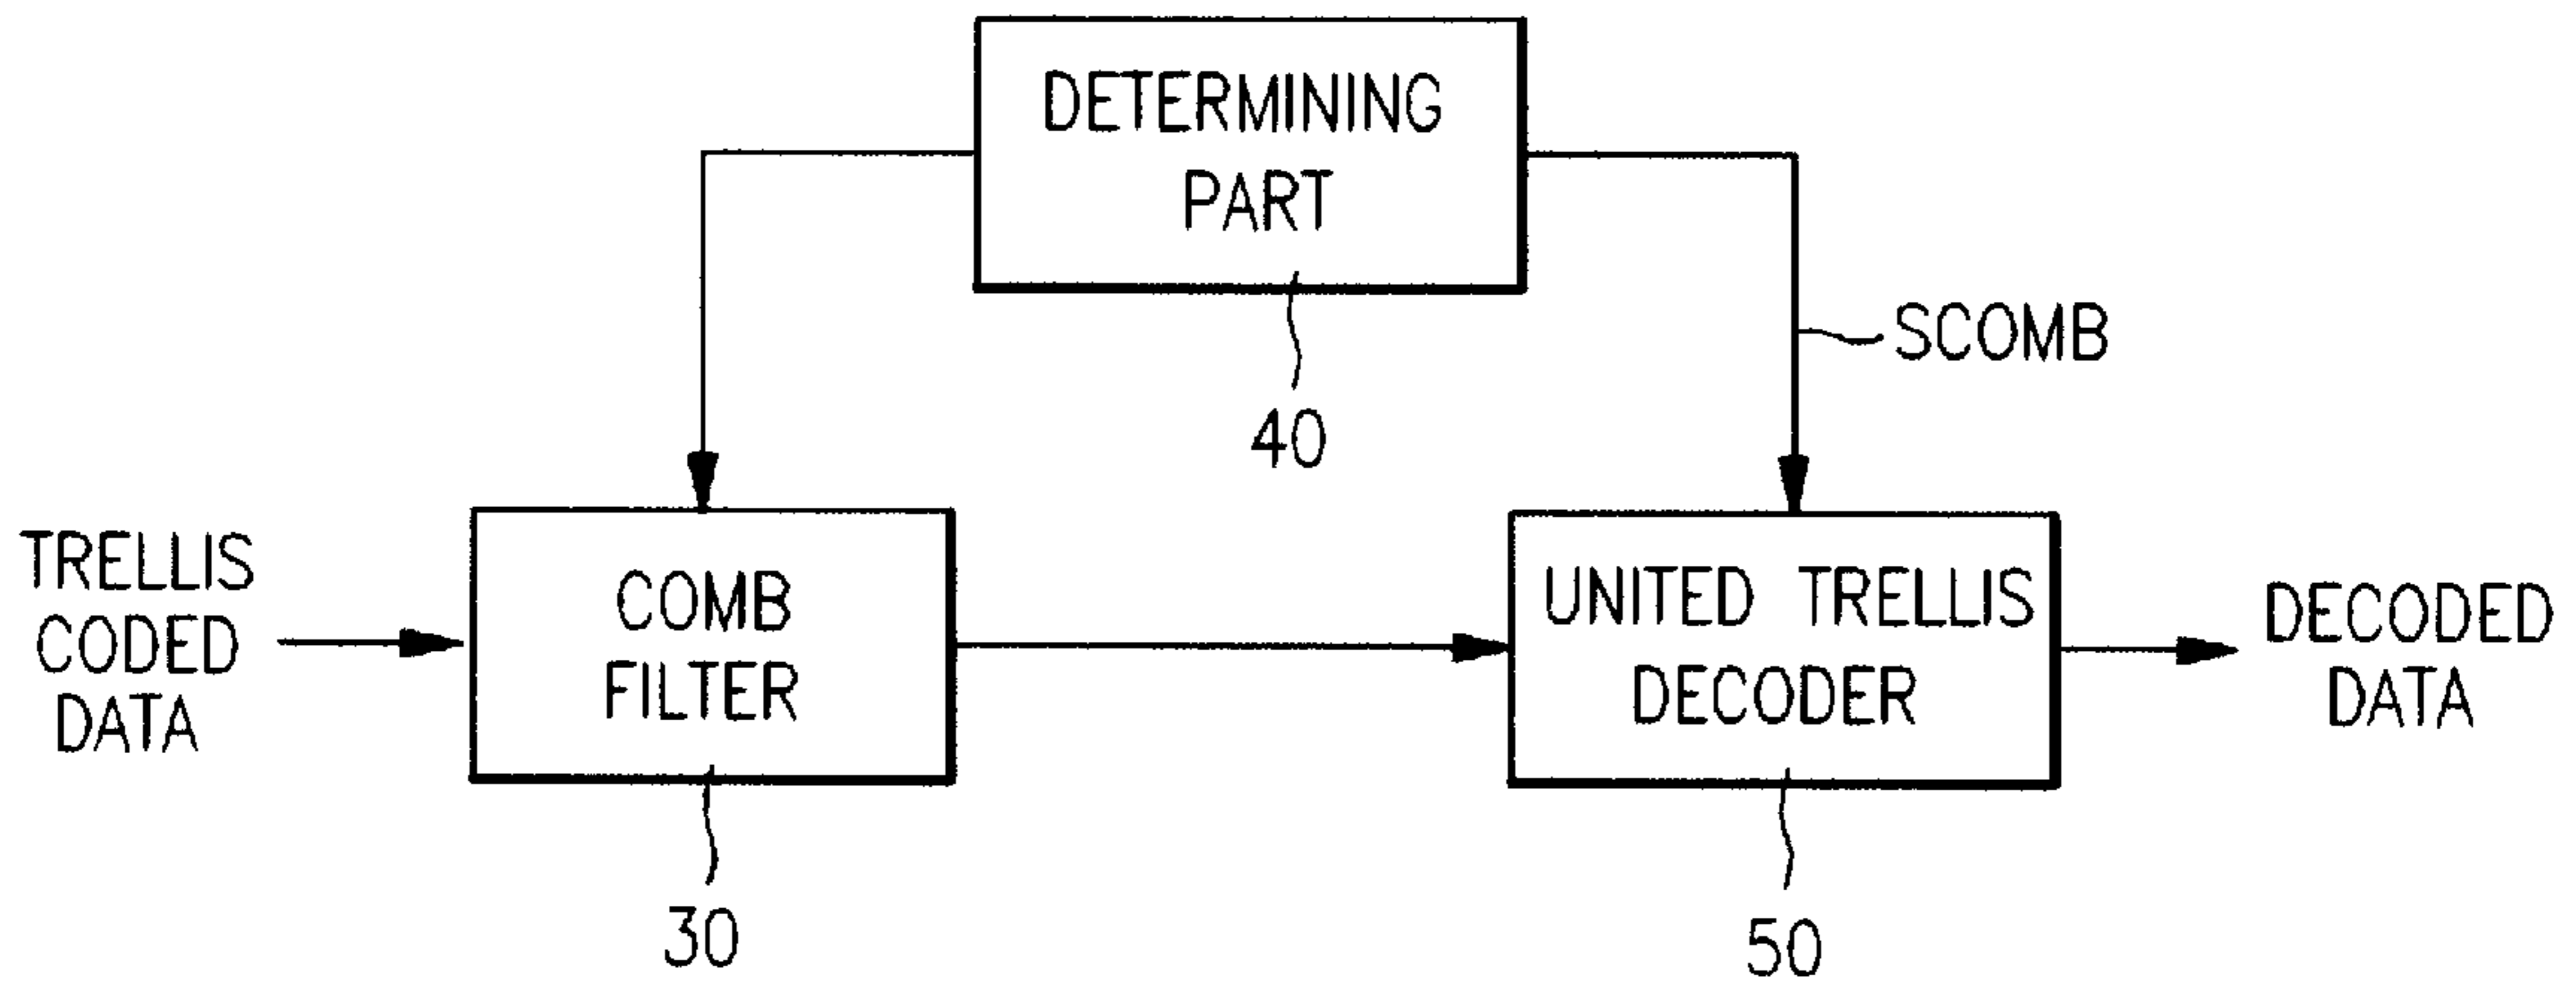 DETERMINING
PART
SCOMB
40
TRELLIS
CODED
DATA
COMB
FILTER
UNITED TRELLIS
DECODER
DECODED
DATA
30
50